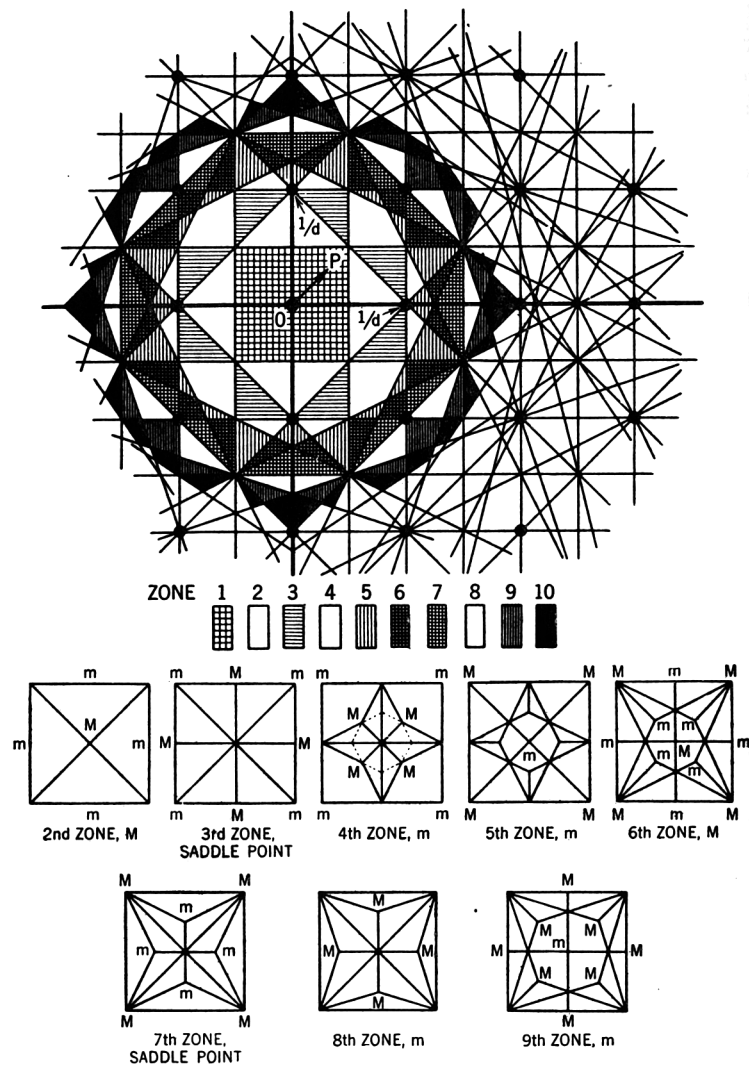 1/d
P
0
1/d
ZONE 1 2 3 4 5 6 7 8 9 10
m M
m m m m
M M M M
m m M M
M
m m
M M
M M
M M
m
m m
m m
M
m m
m
m M m
m m
M M
m M M m M
2nd ZONE, M
3rd ZONE,
SADDLE POINT
4th ZONE, m
5th ZONE, m
6th ZONE, M
M M
m
m m
m
M M
M
M M
M
M
M M
M m M
M M
M
7th ZONE,
SADDLE POINT
8th ZONE, m
9th ZONE, m